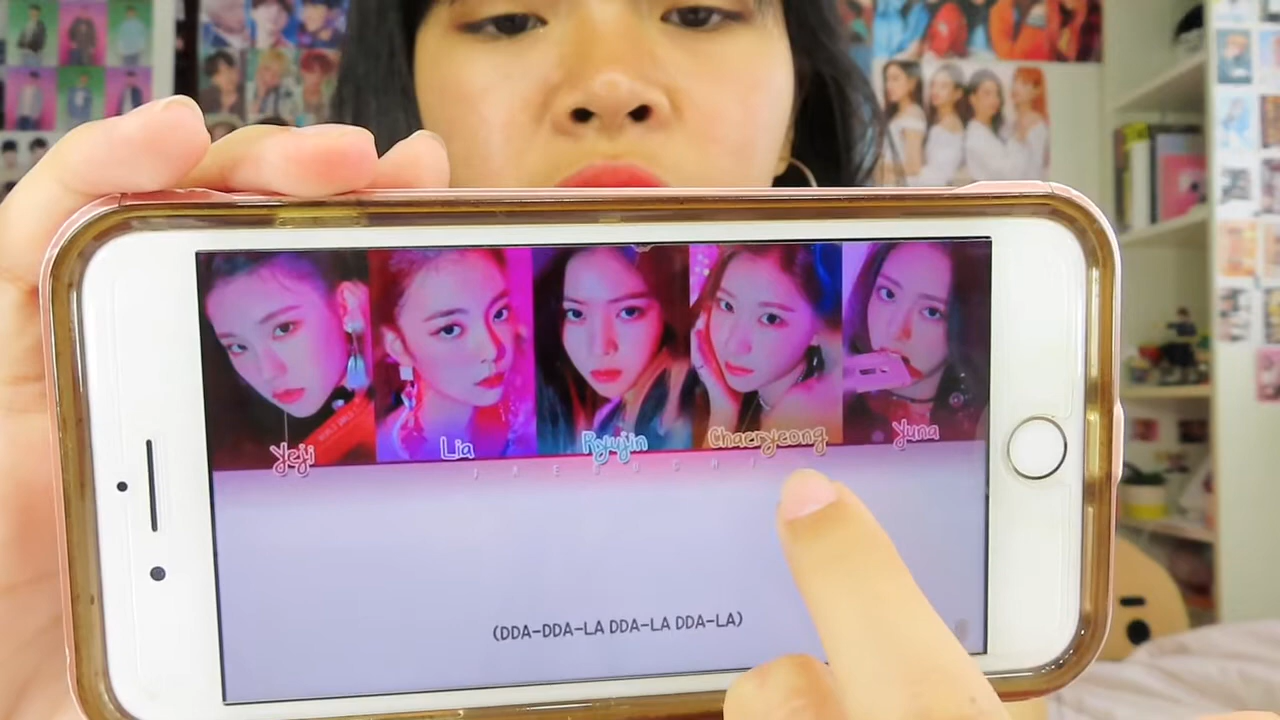 Yeji Lia Ryujin Chaeryeong Yuna
J A E G U C H I
(DDA-DDA-LA DDA-LA DDA-LA)